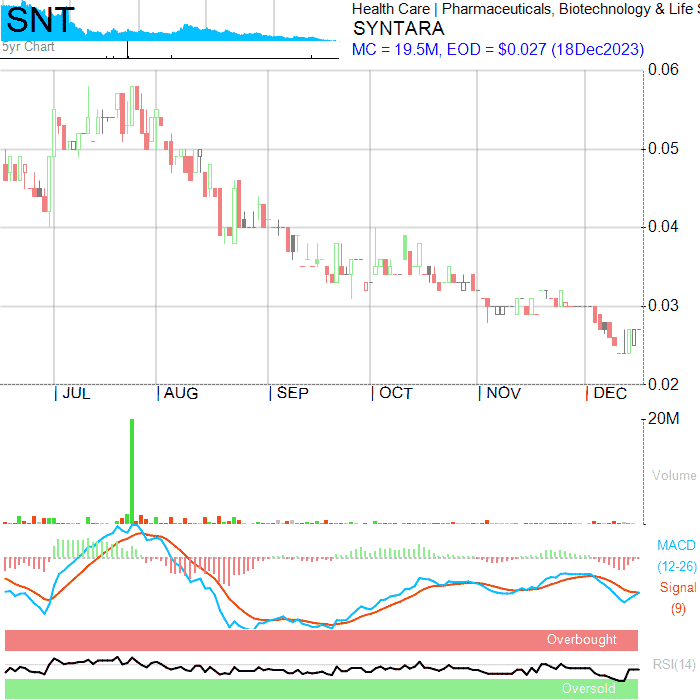 SNT
5yr Chart
Health Care | Pharmaceuticals, Biotechnology & Life S
SYNTARA
MC = 19.5M, EOD = $0.027 (18Dec2023)
0.06
0.05
0.04
0.03
0.02
JUL AUG SEP OCT NOV DEC
20M
Volume
MACD
(12-26)
Signal
(9)
Overbought
RSI(14)
Oversold